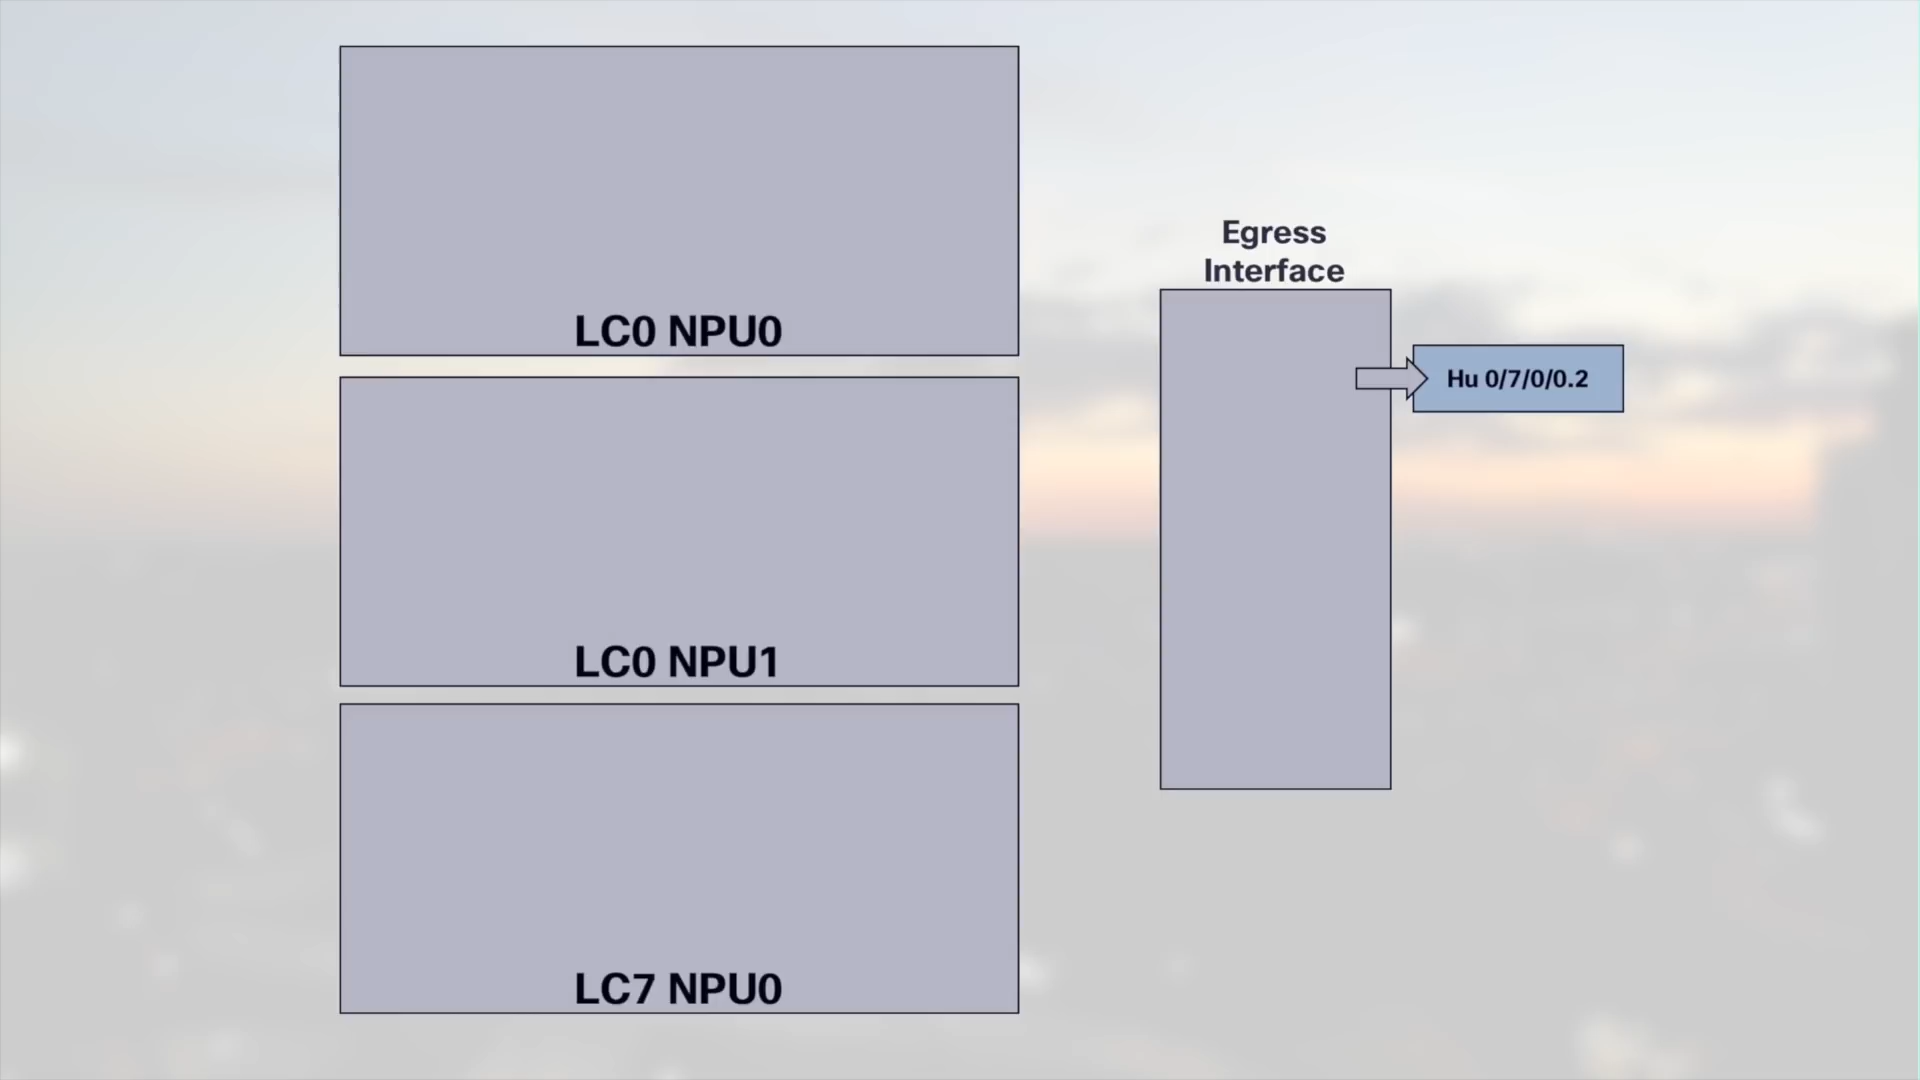 LC0 NPU0
LC0 NPU1
LC7 NPU0
Egress
Interface
Hu 0/7/0/0.2